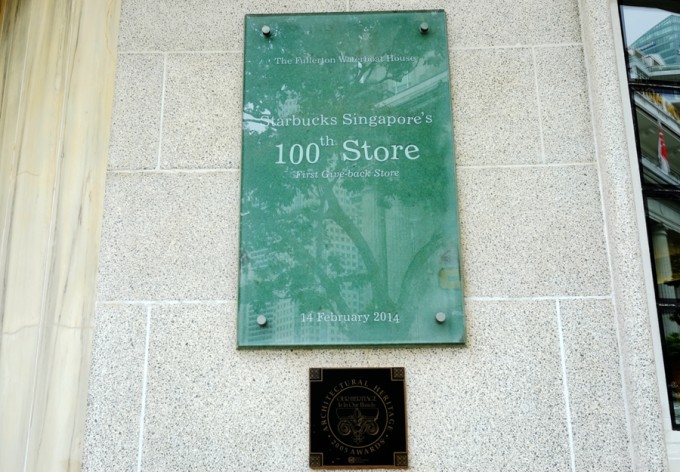 The Fullerton Waterboat House
Starbucks Singapore's
100th Store
First Give-back Store
14 February 2014
ARCHITECTURAL HERITAGE
AWARDS